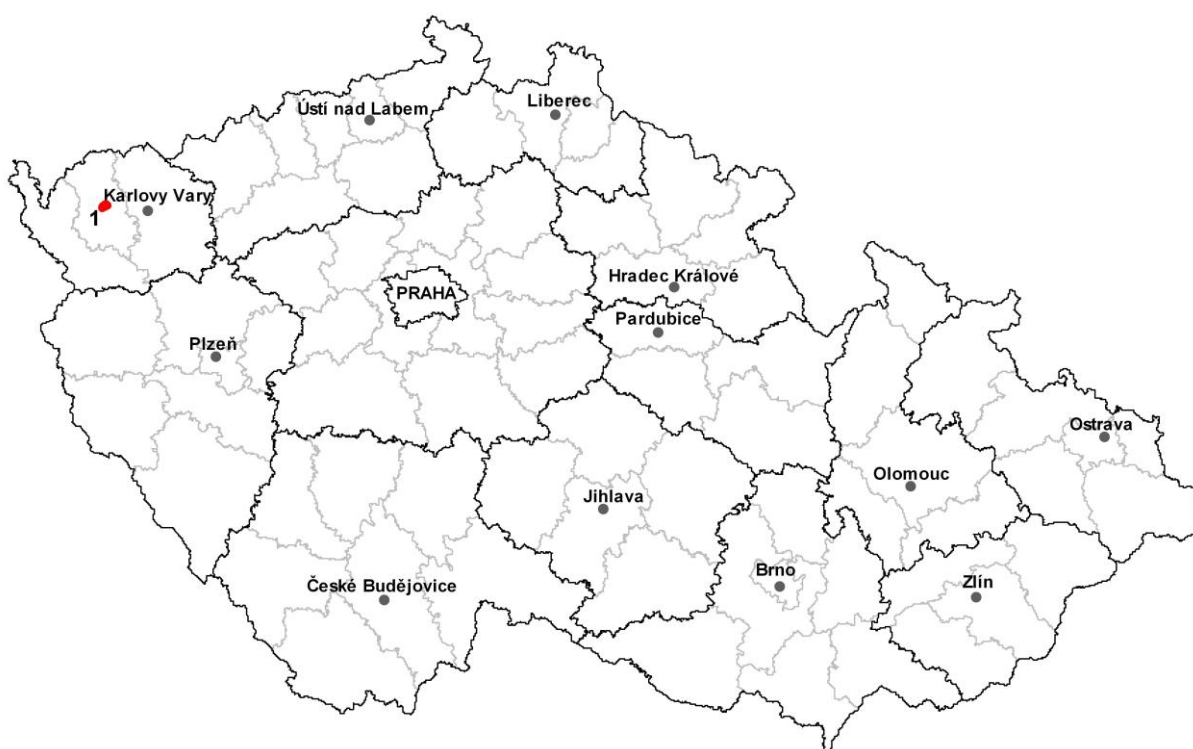 Ústí nad Labem
Liberec
Karlovy Vary
1
Hradec Králové
PRAHA
Pardubice
Plzeň
Ostrava
Olomouc
Jihlava
Brno
Zlín
České Budějovice